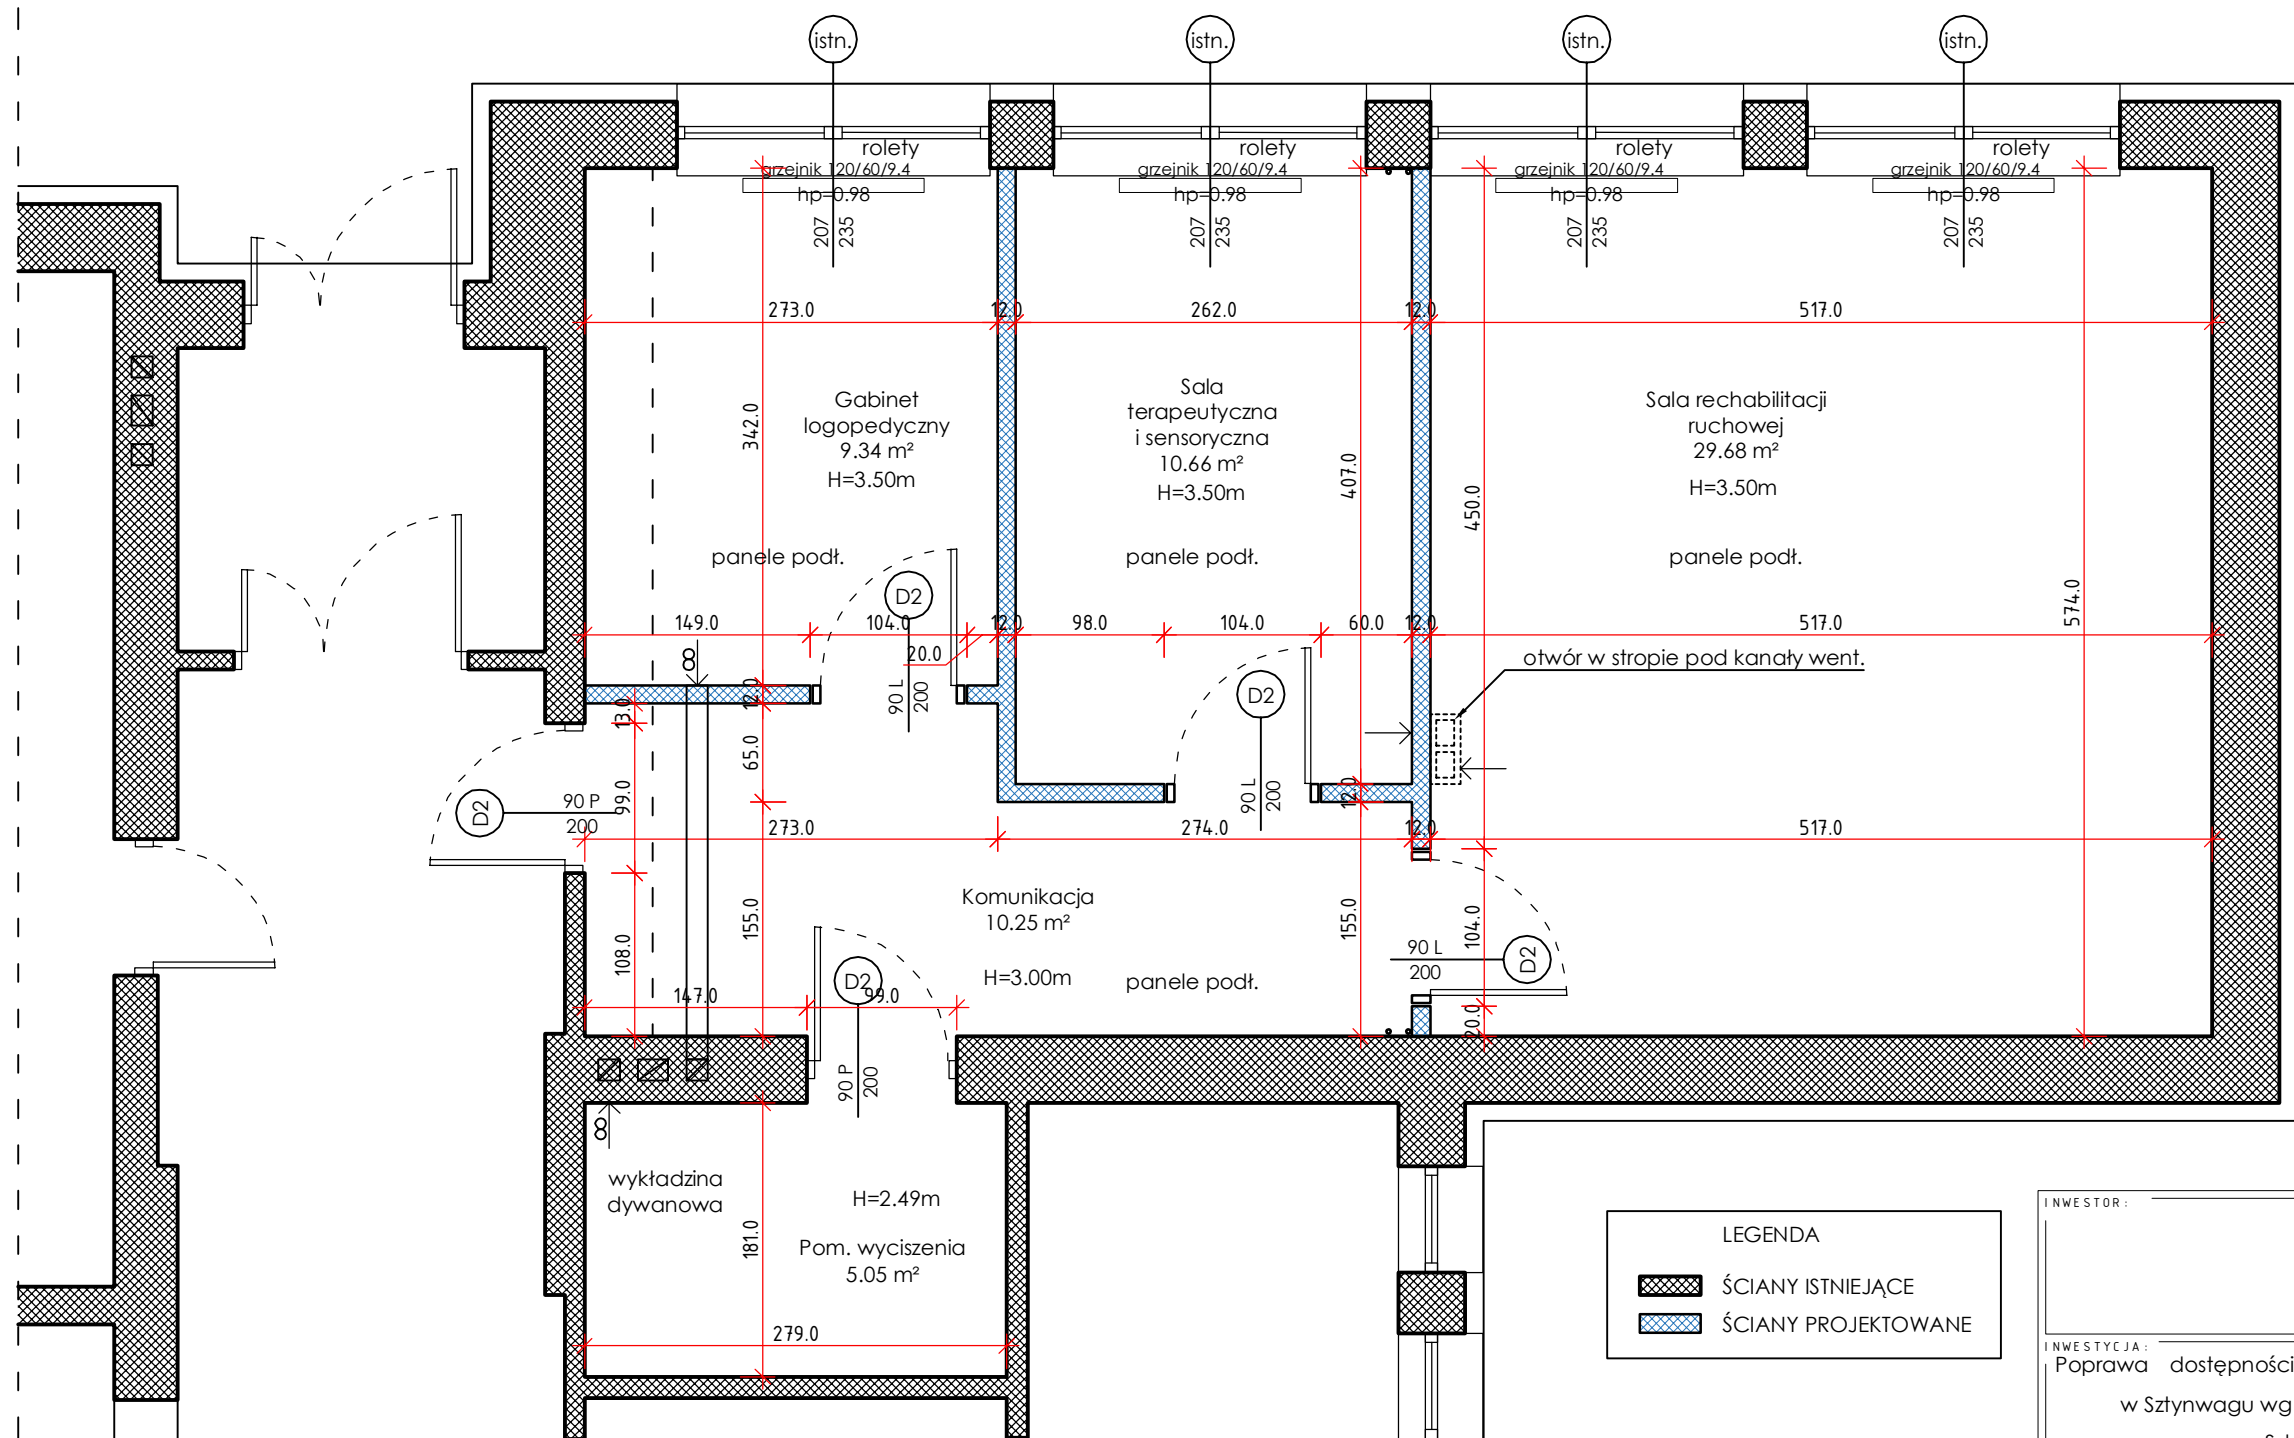 istn.
istn.
istn.
istn.
rolety
rolety
rolety
rolety
grzejnik 120/60/9.4
grzejnik 120/60/9.4
grzejnik 120/60/9.4
grzejnik 120/60/9.4
hp=0.98
hp=0.98
hp=0.98
hp=0.98
207
235
207
235
207
235
207
235
273.0
12.0
262.0
12.0
517.0
Gabinet
logopedyczny
9.34 m²
H=3.50m
Sala
terapeutyczna
i sensoryczna
10.66 m²
H=3.50m
Sala rechabilitacji
ruchowej
29.68 m²
H=3.50m
342.0
407.0
450.0
574.0
panele podł.
panele podł.
panele podł.
D2
149.0
104.0
12.0
98.0
104.0
60.0
12.0
517.0
20.0
8
90 L
200
D2
otwór w stropie pod kanały went.
13.0
12.0
65.0
99.0
D2
90 P
200
90 L
200
12.0
273.0
274.0
12.0
517.0
Komunikacja
10.25 m²
H=3.00m
panele podł.
108.0
155.0
155.0
104.0
90 L
200
D2
D2
147.0
99.0
20.0
90 P
200
8
wykładzina
dywanowa
H=2.49m
Pom. wyciszenia
5.05 m²
181.0
279.0
LEGENDA
ŚCIANY ISTNIEJĄCE
ŚCIANY PROJEKTOWANE
INWESTOR:
INWESTYCJA:
Poprawa dostępności
w Sztynwagu wg